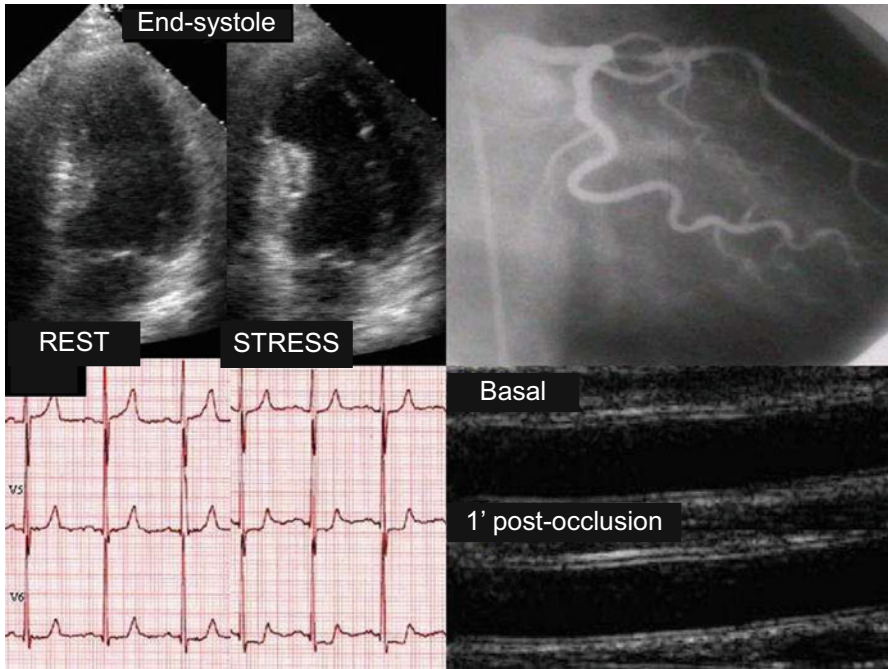 End-systole
REST
STRESS
V5
V6
Basal
1’ post-occlusion